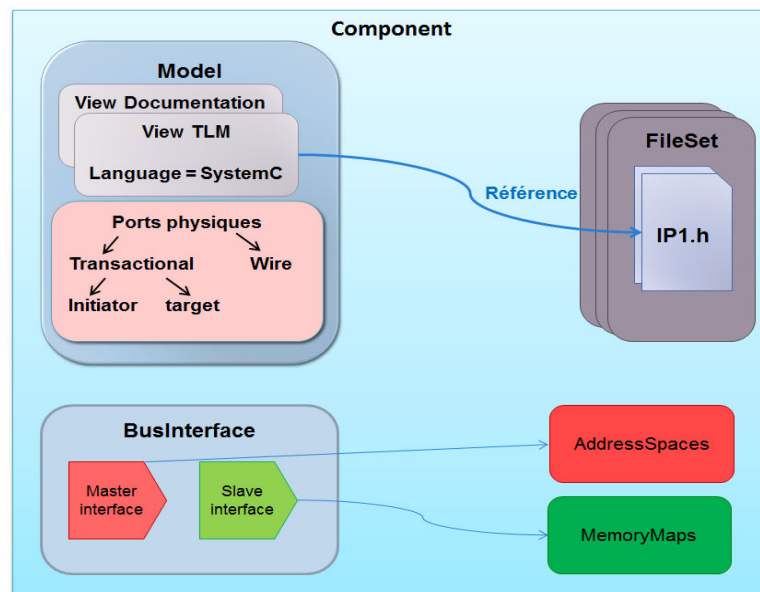 Component
Model
View Documentation
View TLM
Language = SystemC
Ports physiques
Transactional
Wire
Initiator
target
Référence
FileSet
IP1.h
BusInterface
Master
interface
Slave
interface
AddressSpaces
MemoryMaps